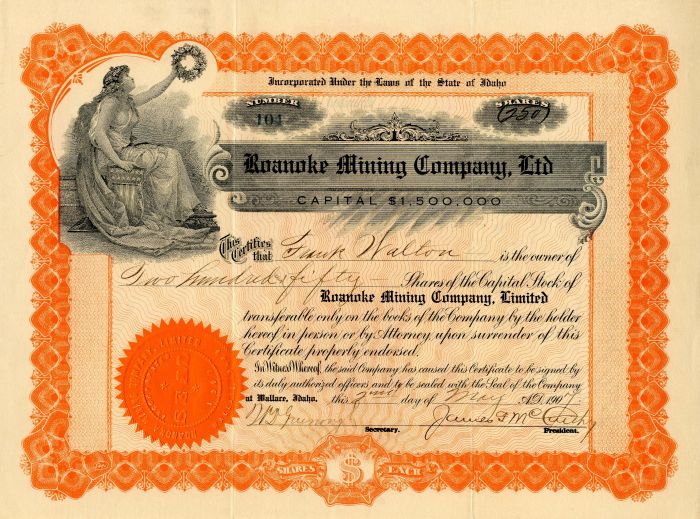 Incorporated Under the Laws of the State of Idaho
NUMBER
104
SHARES
(250)
Roanoke Mining Company, Ltd
CAPITAL $1,500,000
This Certifies that Frank Walton is the owner of
Two hundred fifty Shares of the Capital Stock of
Roanoke Mining Company, Limited
transferable only on the books of the Company by the holder
hereof in person or by Attorney upon surrender of this
Certificate properly endorsed.
In Witness Whereof, the said Company has caused this Certificate to be signed by
its duly authorized officers and to be sealed with the Seal of the Company
at Wallace, Idaho, this 2nd day of May A.D. 1907
James F McCarthy
Secretary. President.
SHARES $ EACH